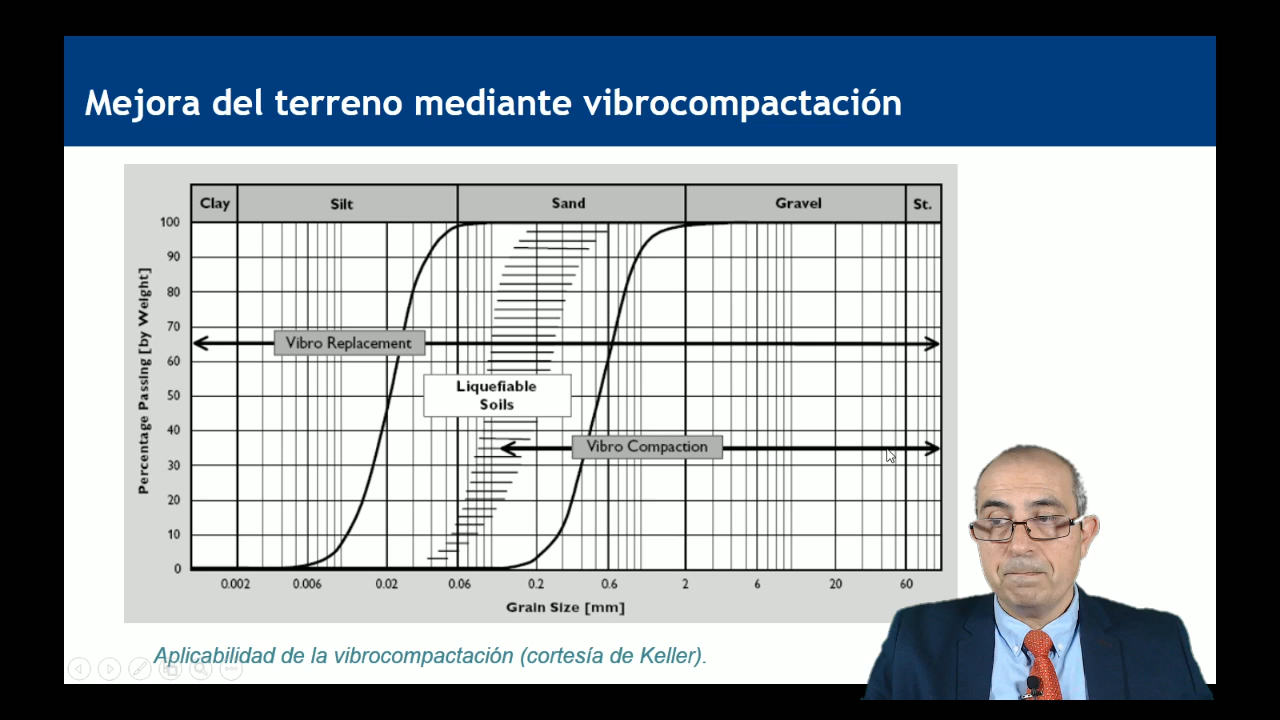 Mejora del terreno mediante vibrocompactación
Clay Silt Sand Gravel St.
100
90
80
70
60
50
40
30
20
10
0
Percentage Passing [by Weight]
Vibro Replacement
Liquefiable
Soils
Vibro Compaction
0.002 0.006 0.02 0.06 0.2 0.6 2 6 20 60
Grain Size [mm]
Aplicabilidad de la vibrocompactación (cortesía de Keller).